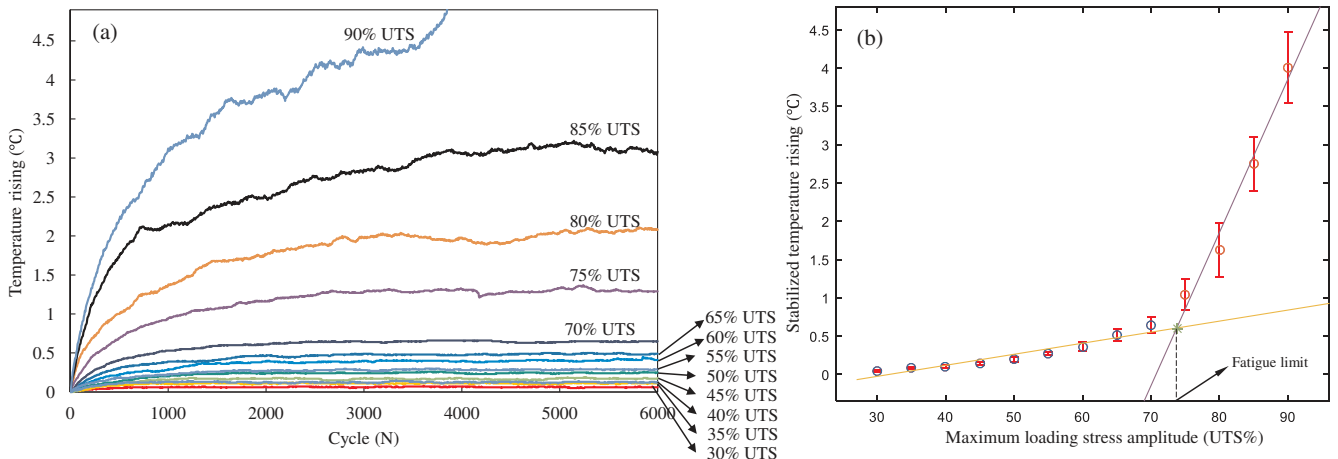 (a)
90% UTS
85% UTS
80% UTS
75% UTS
70% UTS
65% UTS
60% UTS
55% UTS
50% UTS
45% UTS
40% UTS
35% UTS
30% UTS
Temperature rising (°C)
4.5
4
3.5
3
2.5
2
1.5
1
0.5
0
0 1000 2000 3000 4000 5000 6000
Cycle (N)
(b)
Stabilized temperature rising (°C)
4.5
4
3.5
3
2.5
2
1.5
1
0.5
0
Fatigue limit
30 40 50 60 70 80 90
Maximum loading stress amplitude (UTS%)